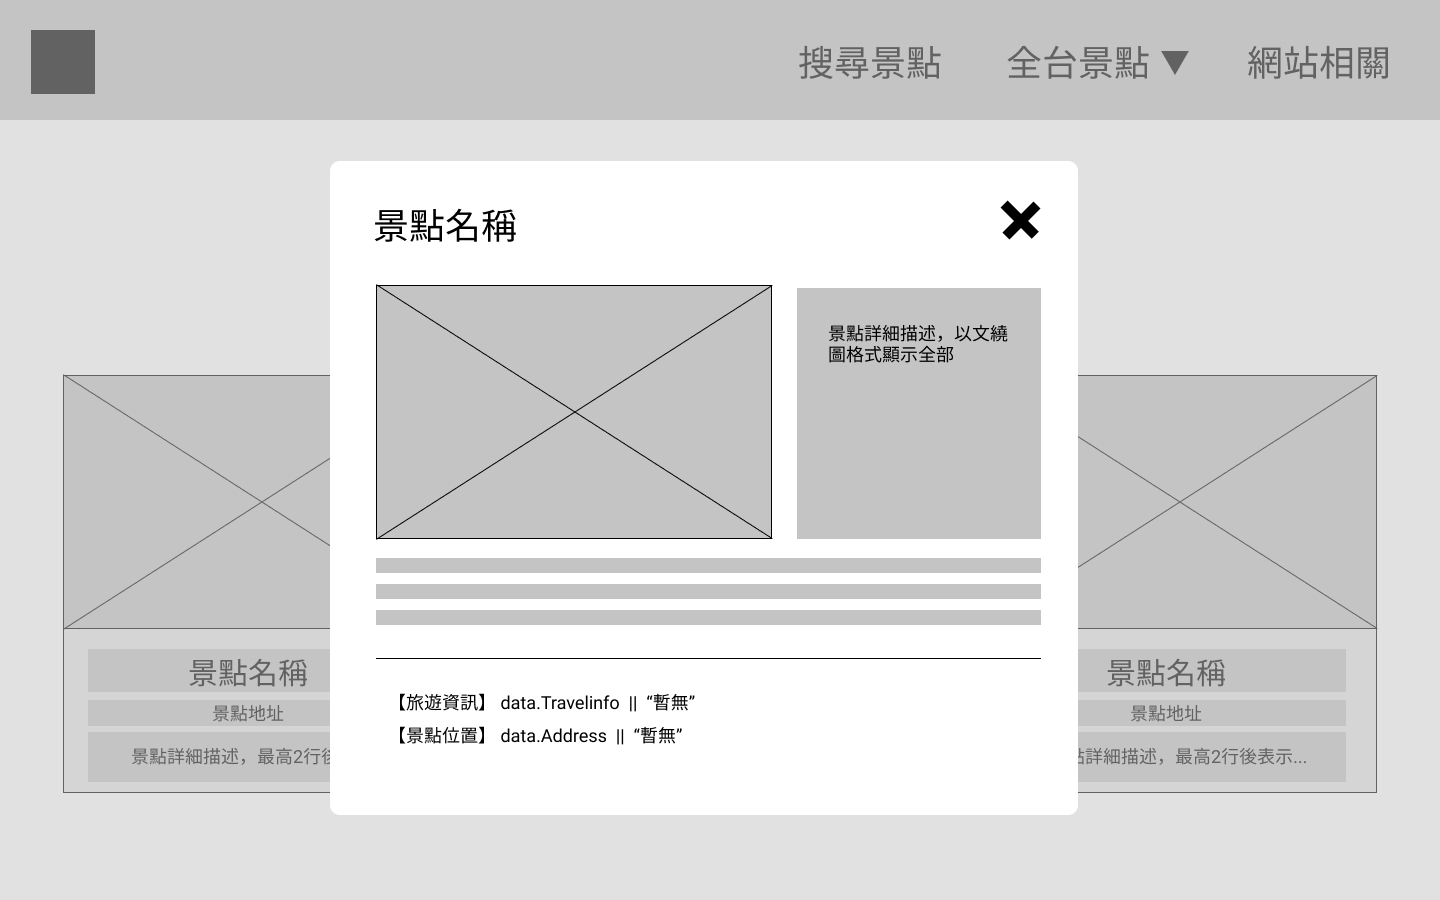 搜尋景點 全台景點 ▼ 網站相關
景點名稱
景點詳細描述，以文繞
圖格式顯示全部
【旅遊資訊】 data.Travelinfo || “暫無”
【景點位置】 data.Address || “暫無”
景點名稱
景點地址
景點詳細描述，最高2行
景點名稱
景點地址
詳細描述，最高2行後表示...